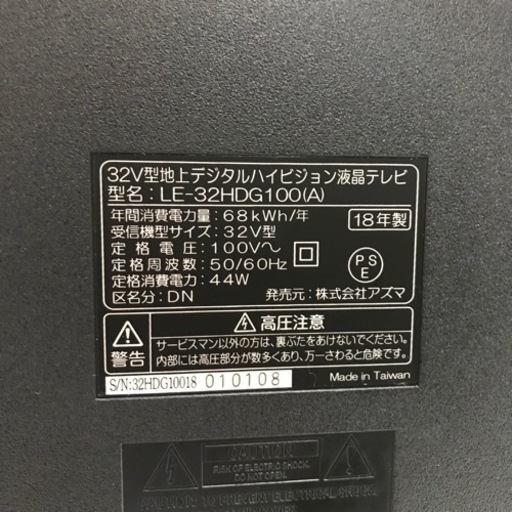 32V型地上デジタルハイビジョン液晶テレビ
型名：LE-32HDG100(A)
年間消費電力量：68kWh/年
18年製
受信機型サイズ：32V型
定格電圧：100V～
定格周波数：50/60Hz
PSE
定格消費電力：44W
区名分：DN
発売元：株式会社アズマ
警告
高圧注意
サービスマン以外の方は、裏ぶたをあけないでください。
内部には高圧部分が数多くあり、万一さわると危険です。
S/N:32HDG10018 010108
Made in Taiwan
CAUTION
RISK OF ELECTRIC SHOCK.
DO NOT OPEN
CAUTION: TO PREVENT ELECTRICAL SHOCK,